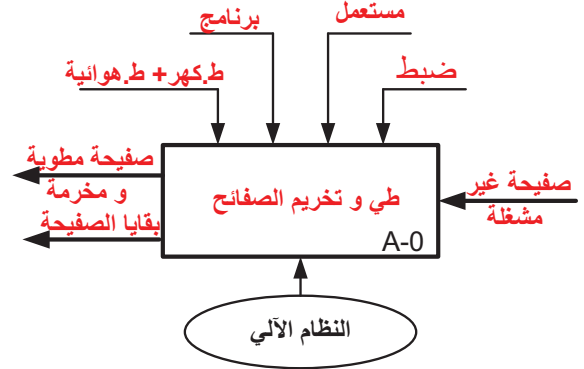 مستعمل
برنامج
ضبط
ط.كهر+ ط.هوائية
صفيحة مطوية
و مخرمة
بقايا الصفيحة
طي و تخريم الصفائح
A-0
صفيحة غير
مشغلة
النظام الآلي